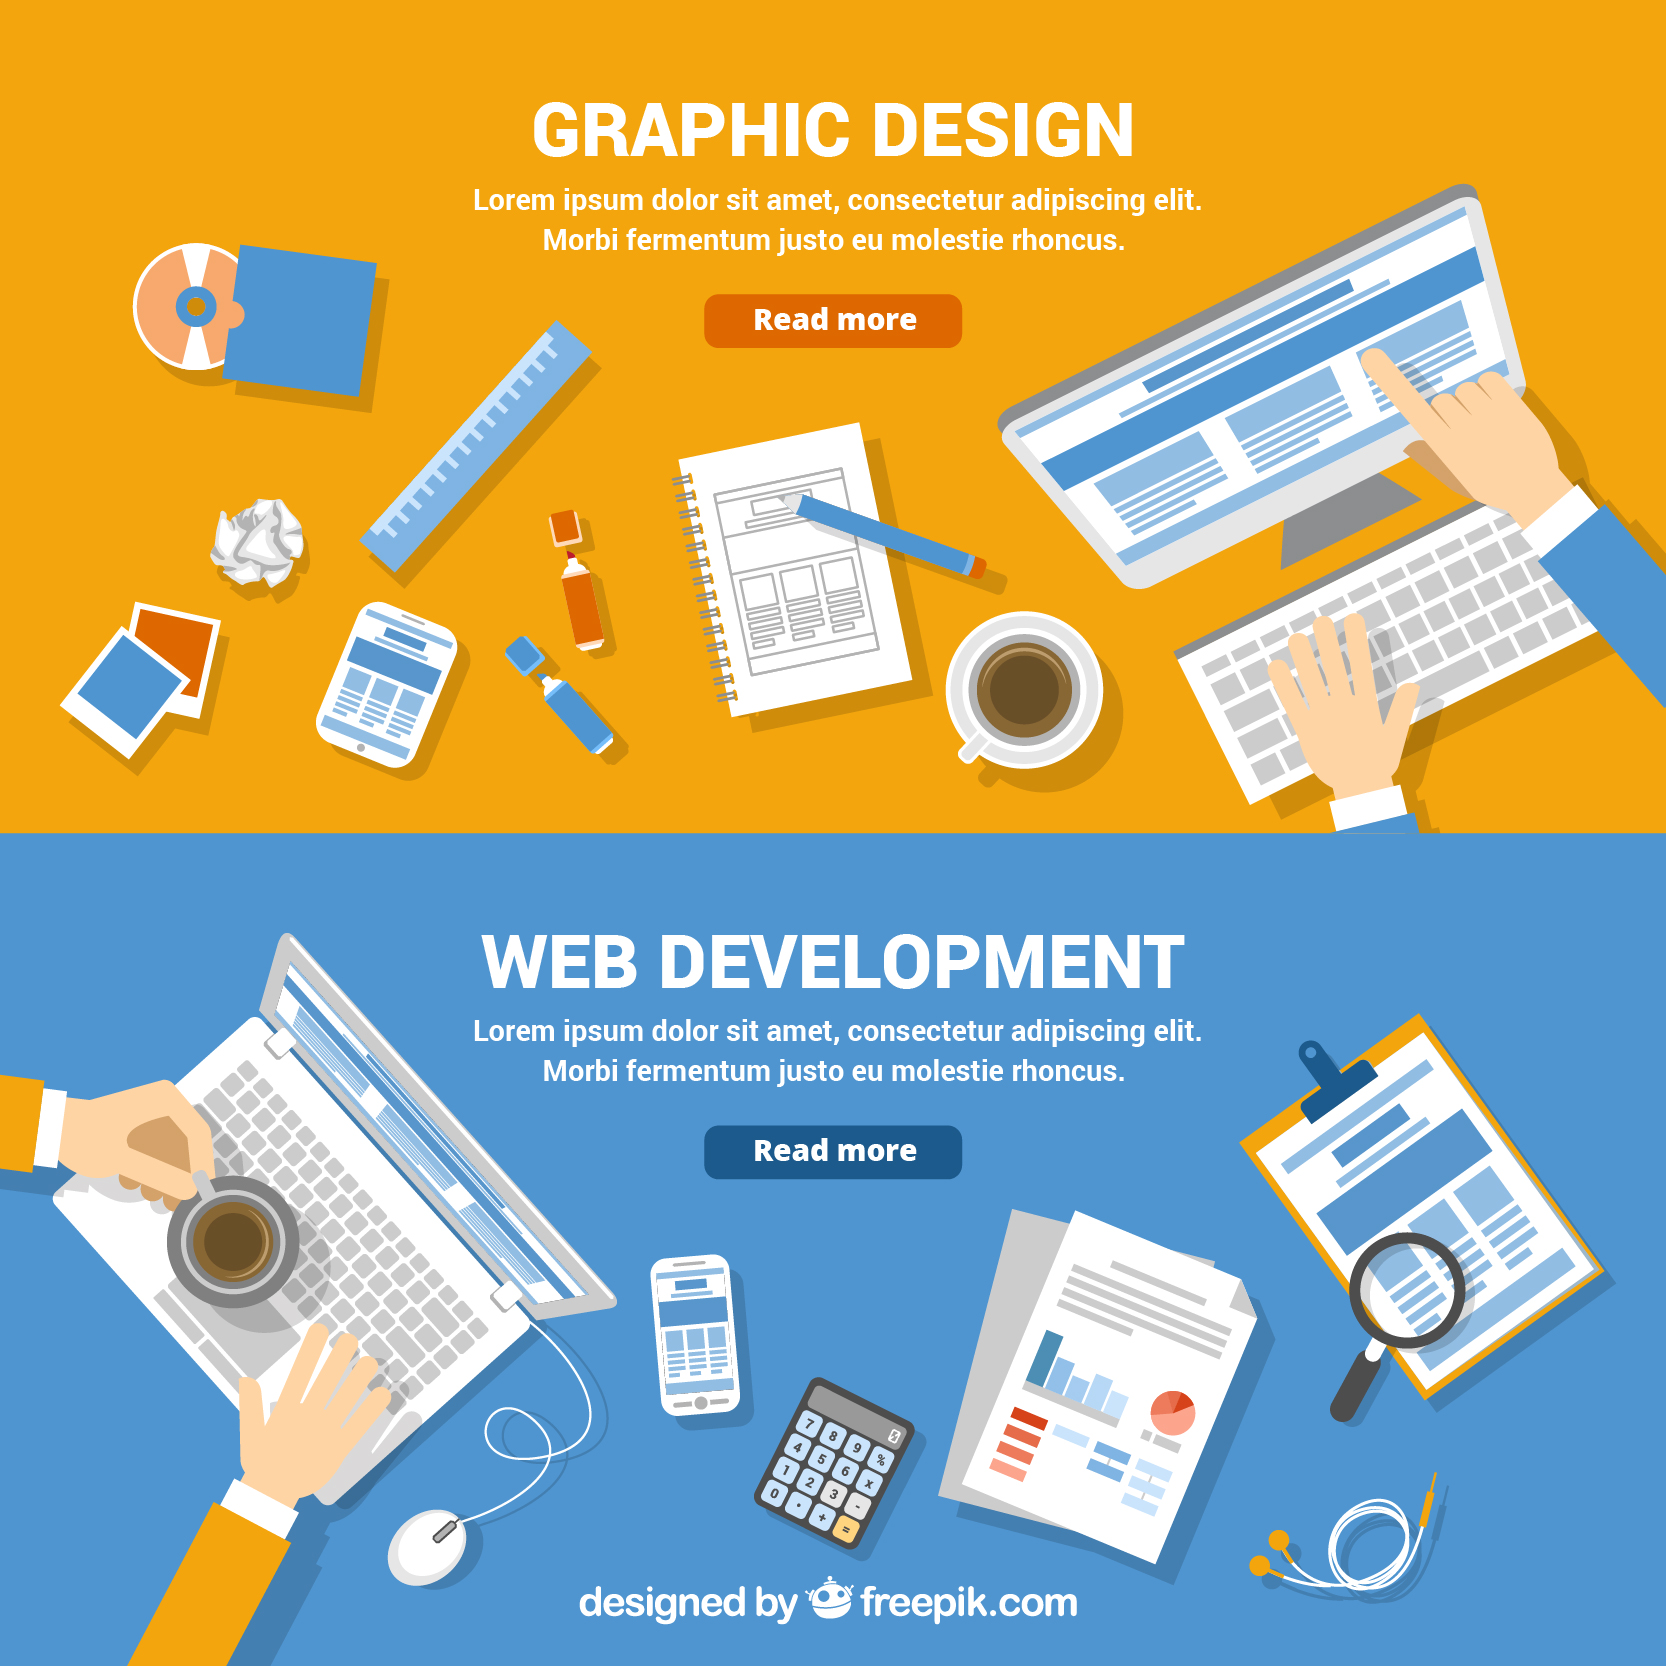 GRAPHIC DESIGN
Lorem ipsum dolor sit amet, consectetur adipiscing elit.
Morbi fermentum justo eu molestie rhoncus.
Read more
WEB DEVELOPMENT
Lorem ipsum dolor sit amet, consectetur adipiscing elit.
Morbi fermentum justo eu molestie rhoncus.
Read more
0
7 8 9 %
4 5 6 x
1 2 3 -
0 · + =
designed by freepik.com